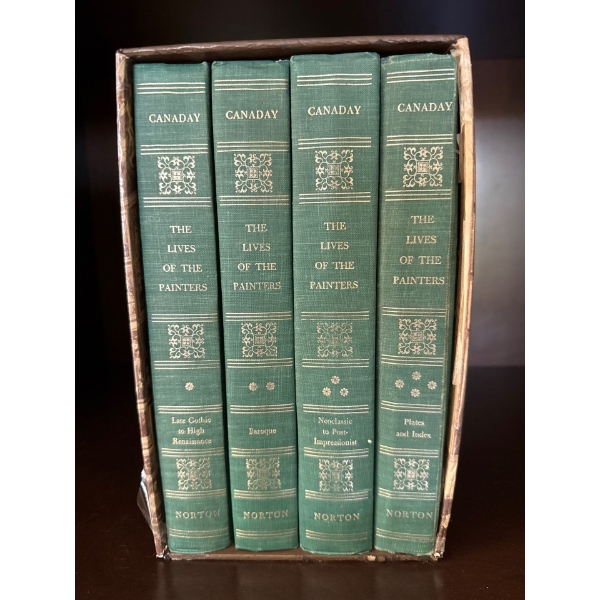 CANADAY
THE
LIVES
OF THE
PAINTERS
Late Gothic
to High
Renaissance
NORTON
CANADAY
THE
LIVES
OF THE
PAINTERS
Baroque
NORTON
CANADAY
THE
LIVES
OF THE
PAINTERS
Neoclassic
to Post-
Impressionist
NORTON
CANADAY
THE
LIVES
OF THE
PAINTERS
Plates
and Index
NORTON